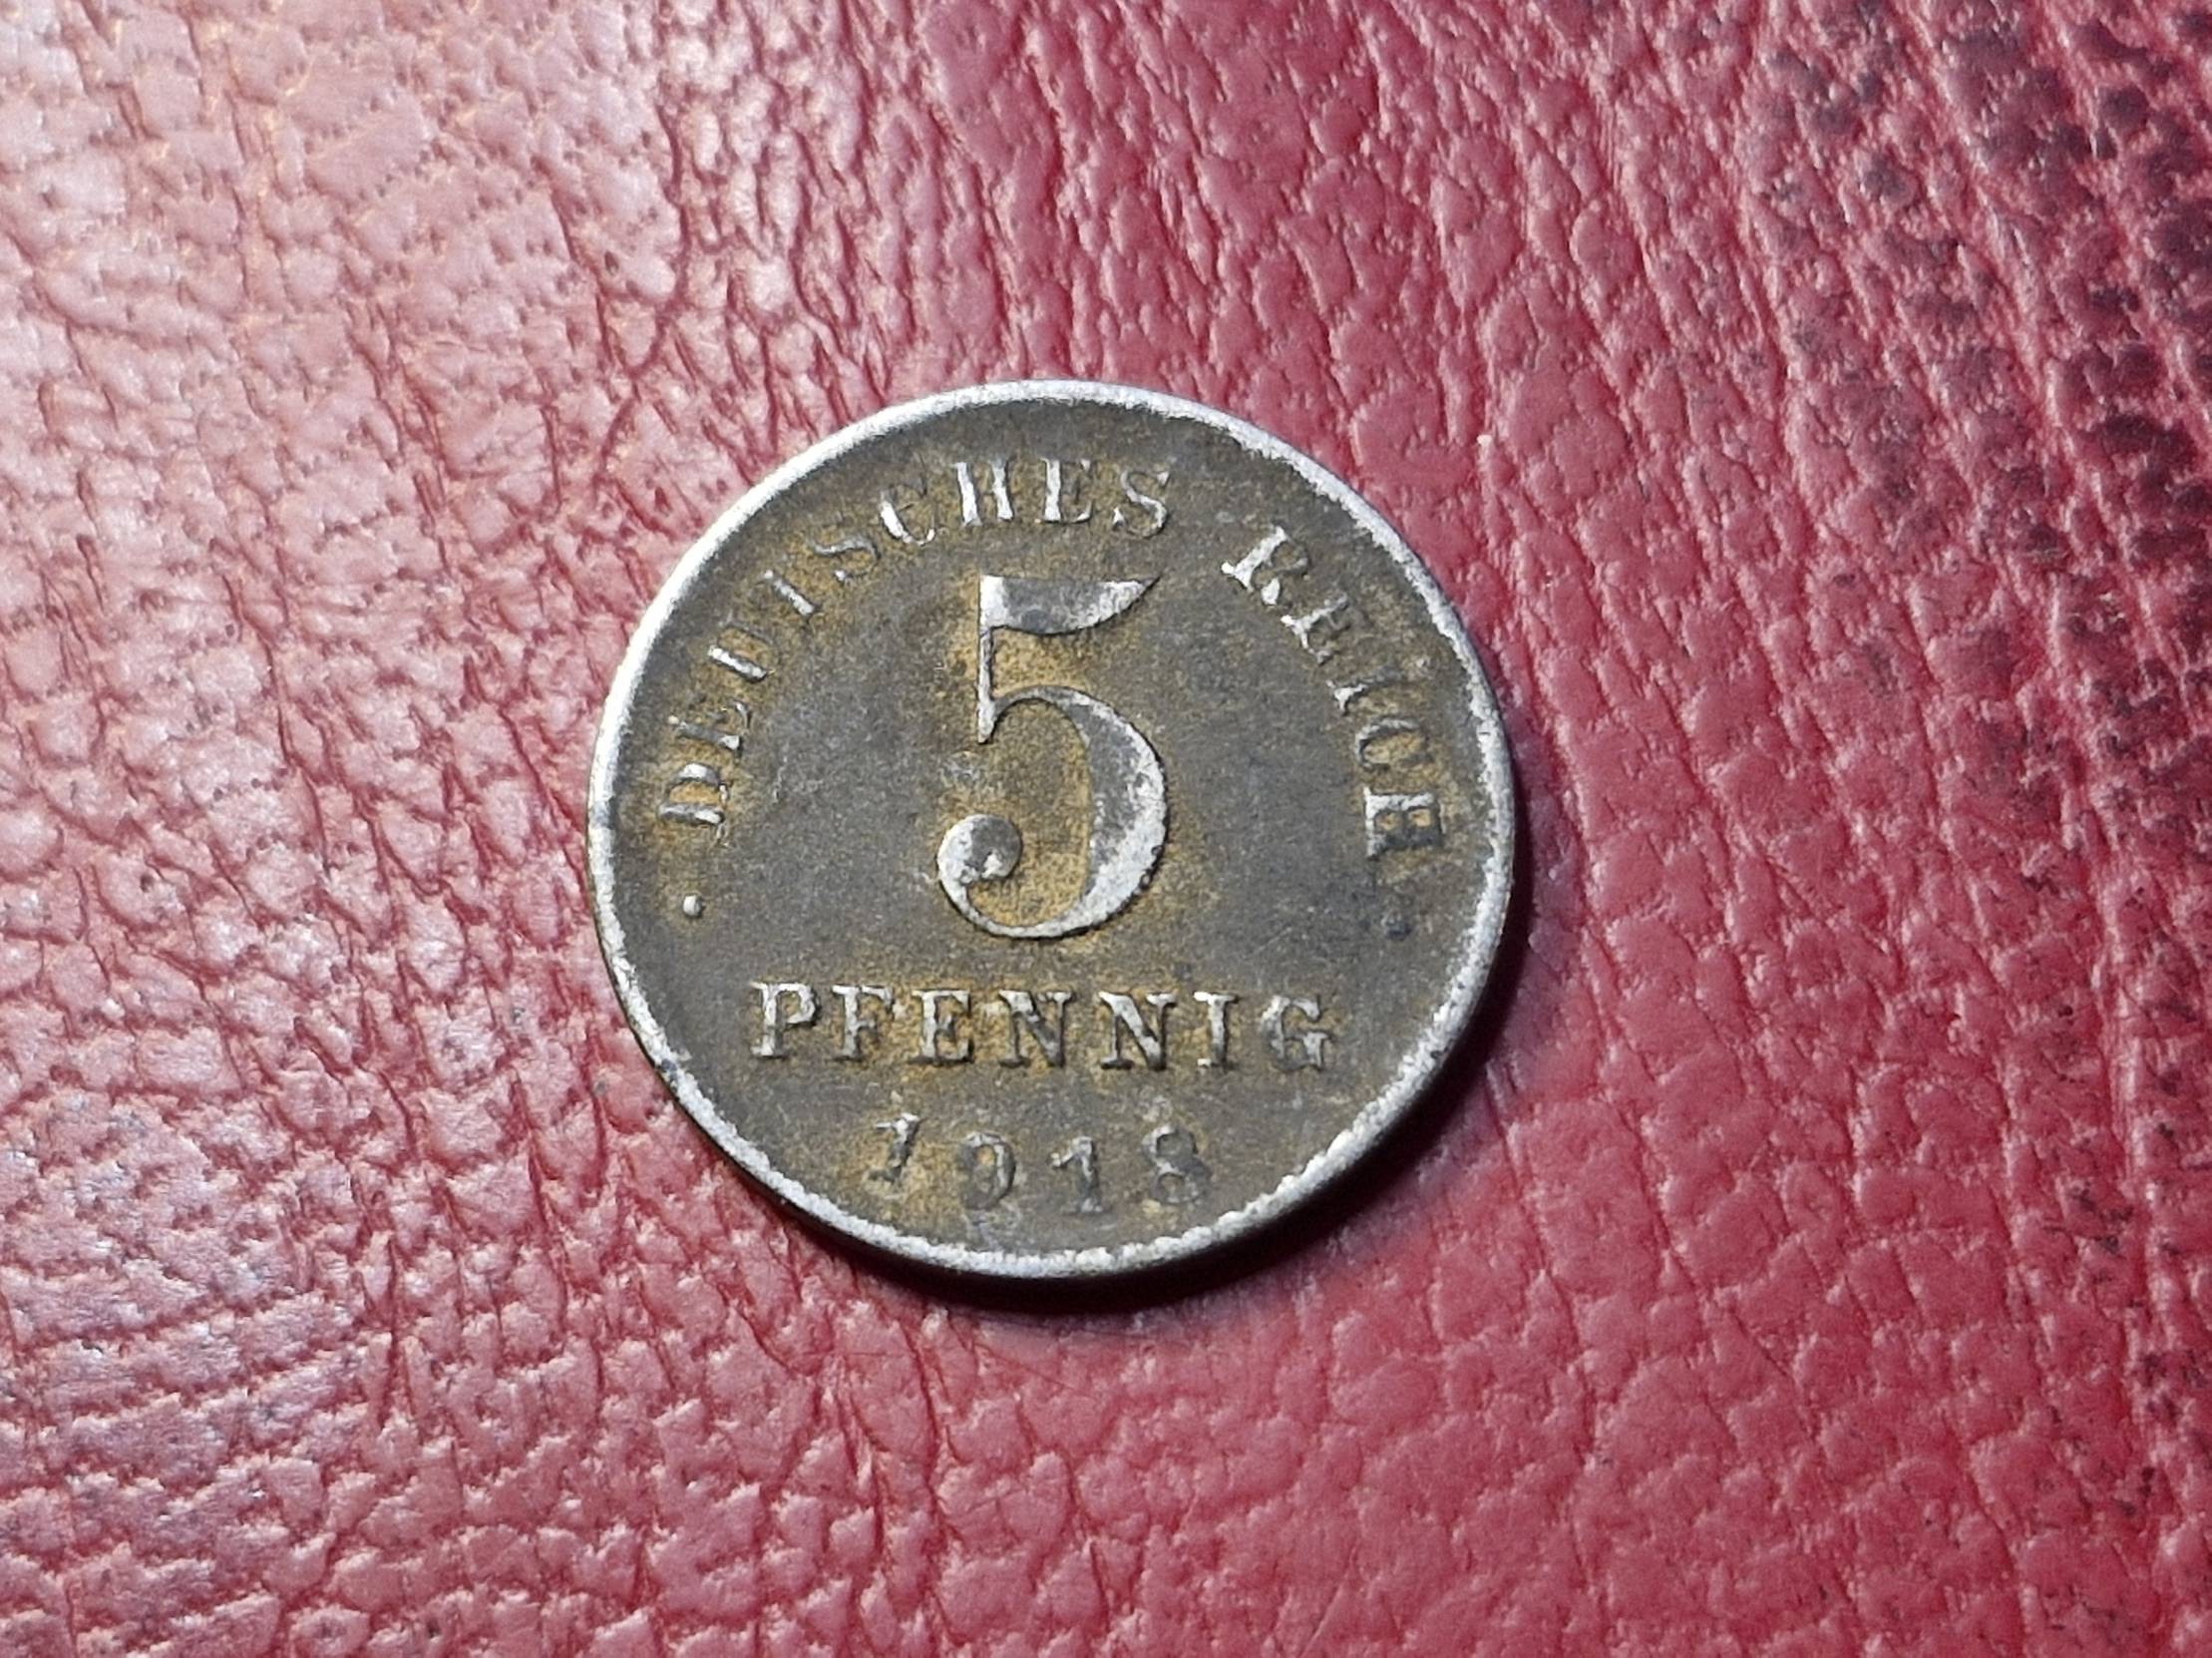 · DEUTSCHES REICH ·
5
PFENNIG
1918